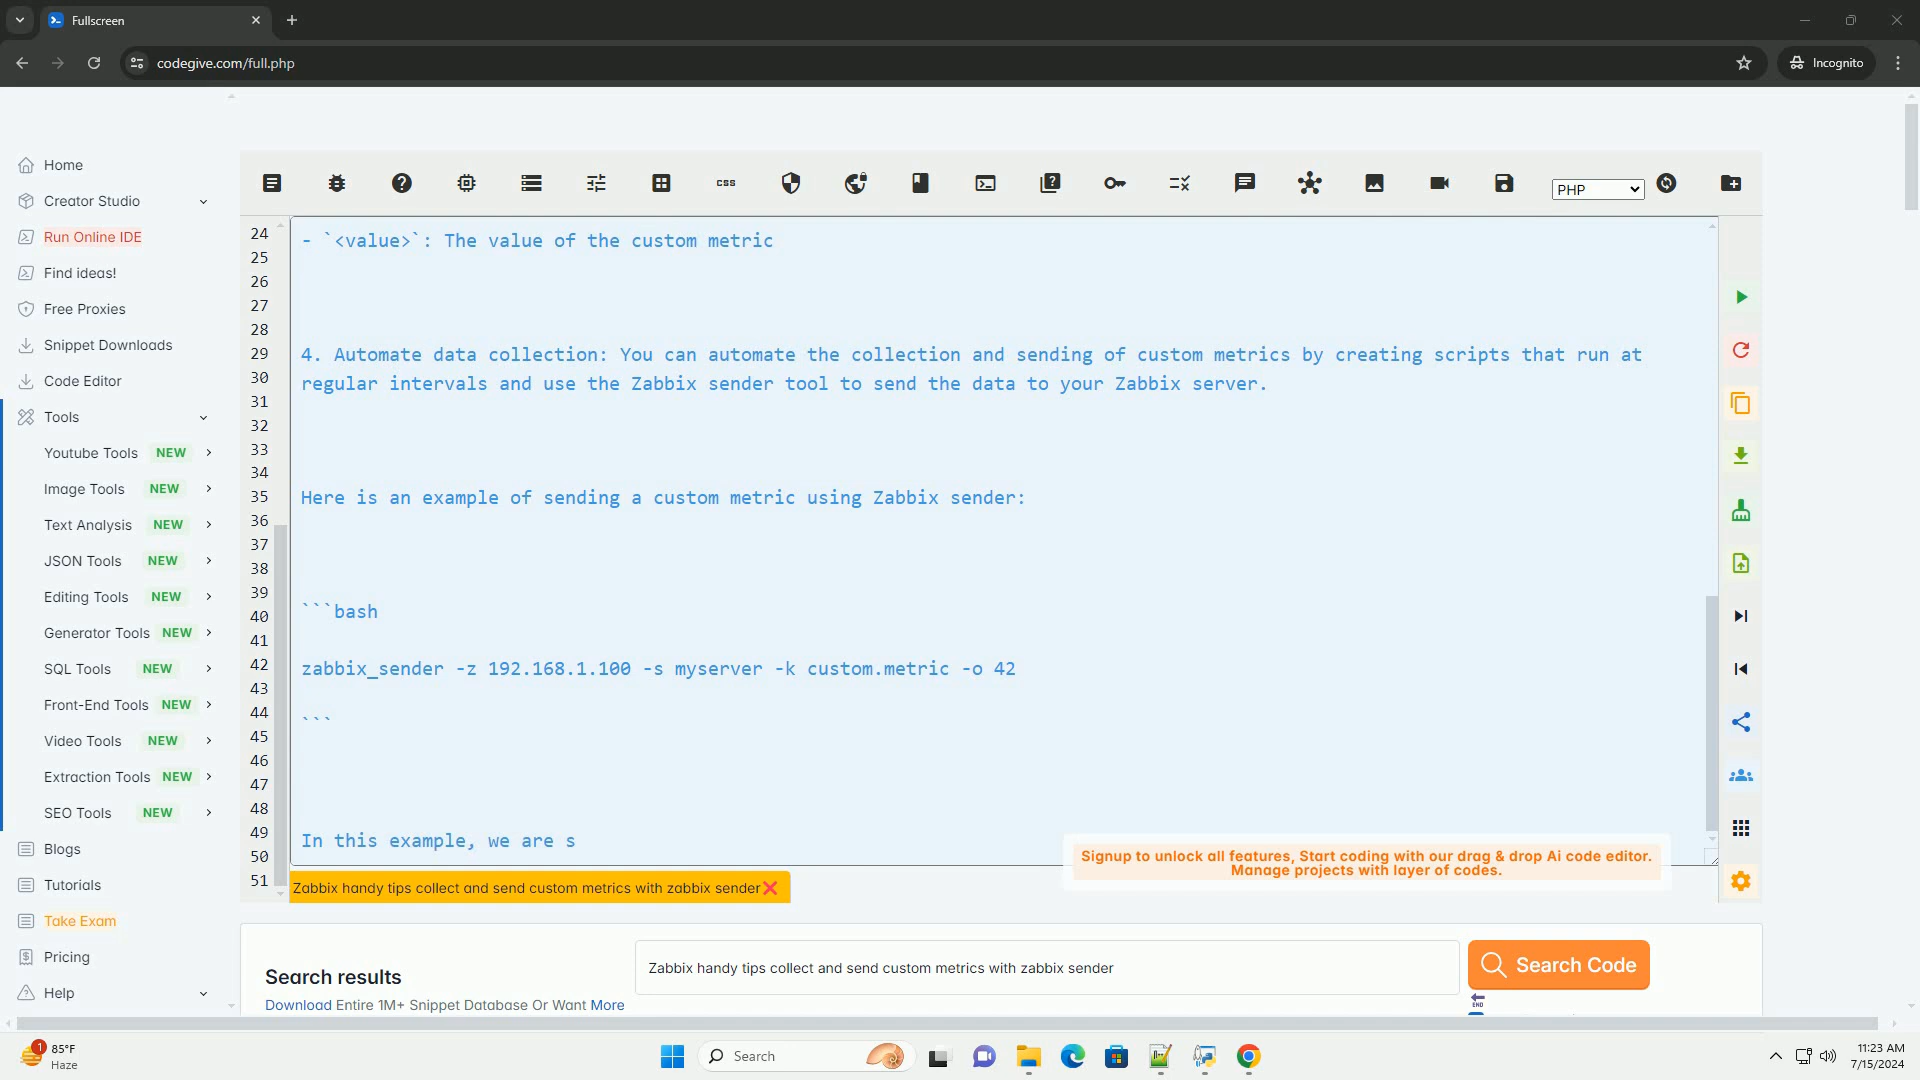 Fullscreen
codegive.com/full.php
Incognito
Home
Creator Studio
Run Online IDE
Find ideas!
Free Proxies
Snippet Downloads
Code Editor
Tools
Youtube Tools NEW
Image Tools NEW
Text Analysis NEW
JSON Tools NEW
Editing Tools NEW
Generator Tools NEW
SQL Tools NEW
Front-End Tools NEW
Video Tools NEW
Extraction Tools NEW
SEO Tools NEW
Blogs
Tutorials
Take Exam
Pricing
Help
css
PHP
24
25
26
27
28
29
30
31
32
33
34
35
36
37
38
39
40
41
42
43
44
45
46
47
48
49
50
51
- `<value>`: The value of the custom metric
4. Automate data collection: You can automate the collection and sending of custom metrics by creating scripts that run at
regular intervals and use the Zabbix sender tool to send the data to your Zabbix server.
Here is an example of sending a custom metric using Zabbix sender:
```bash
zabbix_sender -z 192.168.1.100 -s myserver -k custom.metric -o 42
```
In this example, we are s
Signup to unlock all features, Start coding with our drag & drop Ai code editor.
Manage projects with layer of codes.
Zabbix handy tips collect and send custom metrics with zabbix sender
Search results
Download Entire 1M+ Snippet Database Or Want More
Zabbix handy tips collect and send custom metrics with zabbix sender
Search Code
END
1
85°F
Haze
Search
11:23 AM
7/15/2024